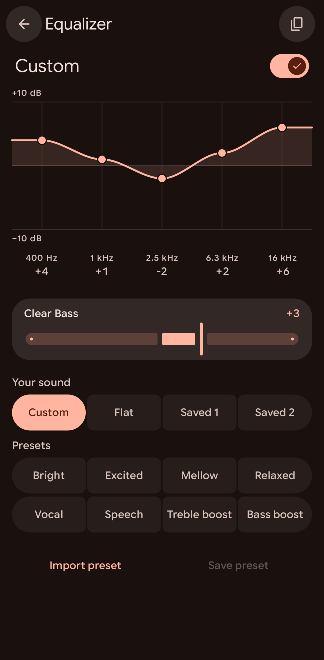 Equalizer
Custom
+10 dB
−10 dB
400 Hz 1 kHz 2.5 kHz 6.3 kHz 16 kHz
+4 +1 -2 +2 +6
Clear Bass +3
Your sound
Custom Flat Saved 1 Saved 2
Presets
Bright Excited Mellow Relaxed
Vocal Speech Treble boost Bass boost
Import preset Save preset